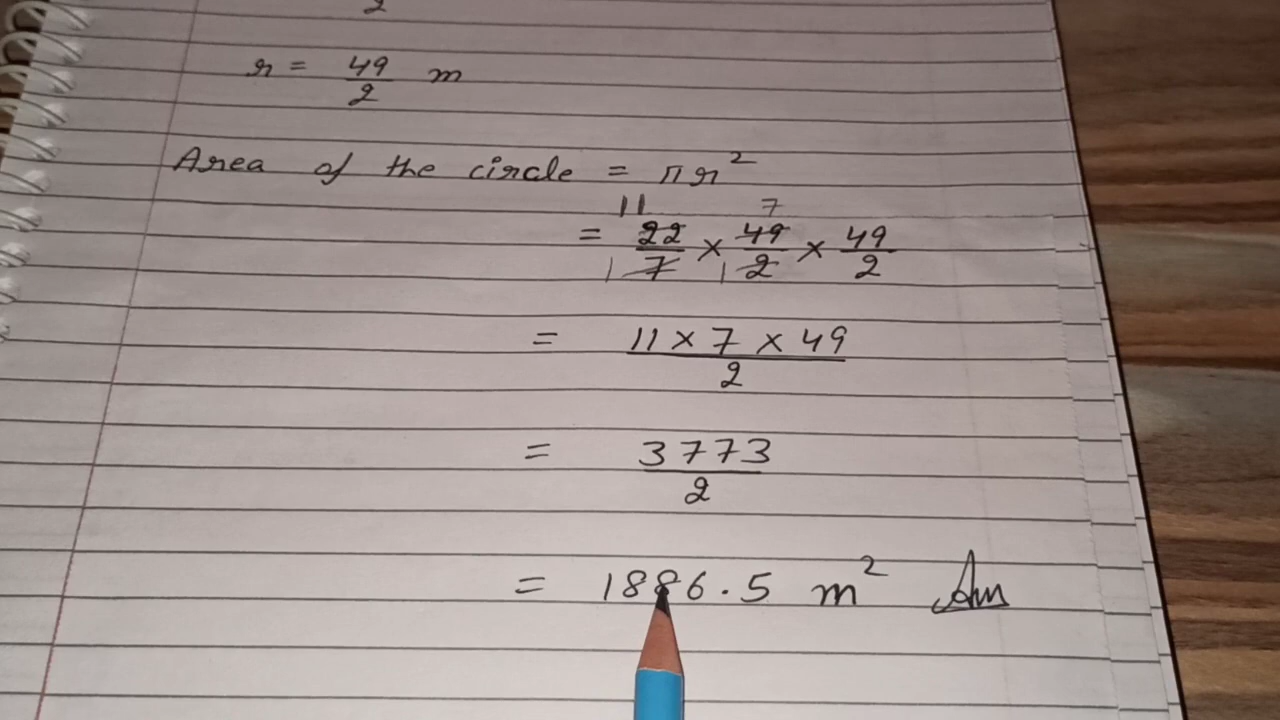 2
r = 49/2 m
Area of the circle = πr²
11 7
= 22/7 × 49/2 × 49/2
1 1
= 11 × 7 × 49 / 2
= 3773/2
= 1886.5 m² Ans